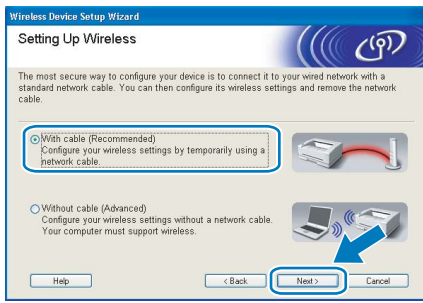 Wireless Device Setup Wizard
Setting Up Wireless
The most secure way to configure your device is to connect it to your wired network with a
standard network cable. You can then configure its wireless settings and remove the network
cable.
With cable (Recommended)
Configure your wireless settings by temporarily using a
network cable.
Without cable (Advanced)
Configure your wireless settings without a network cable.
Your computer must support wireless.
Help
< Back
Next >
Cancel